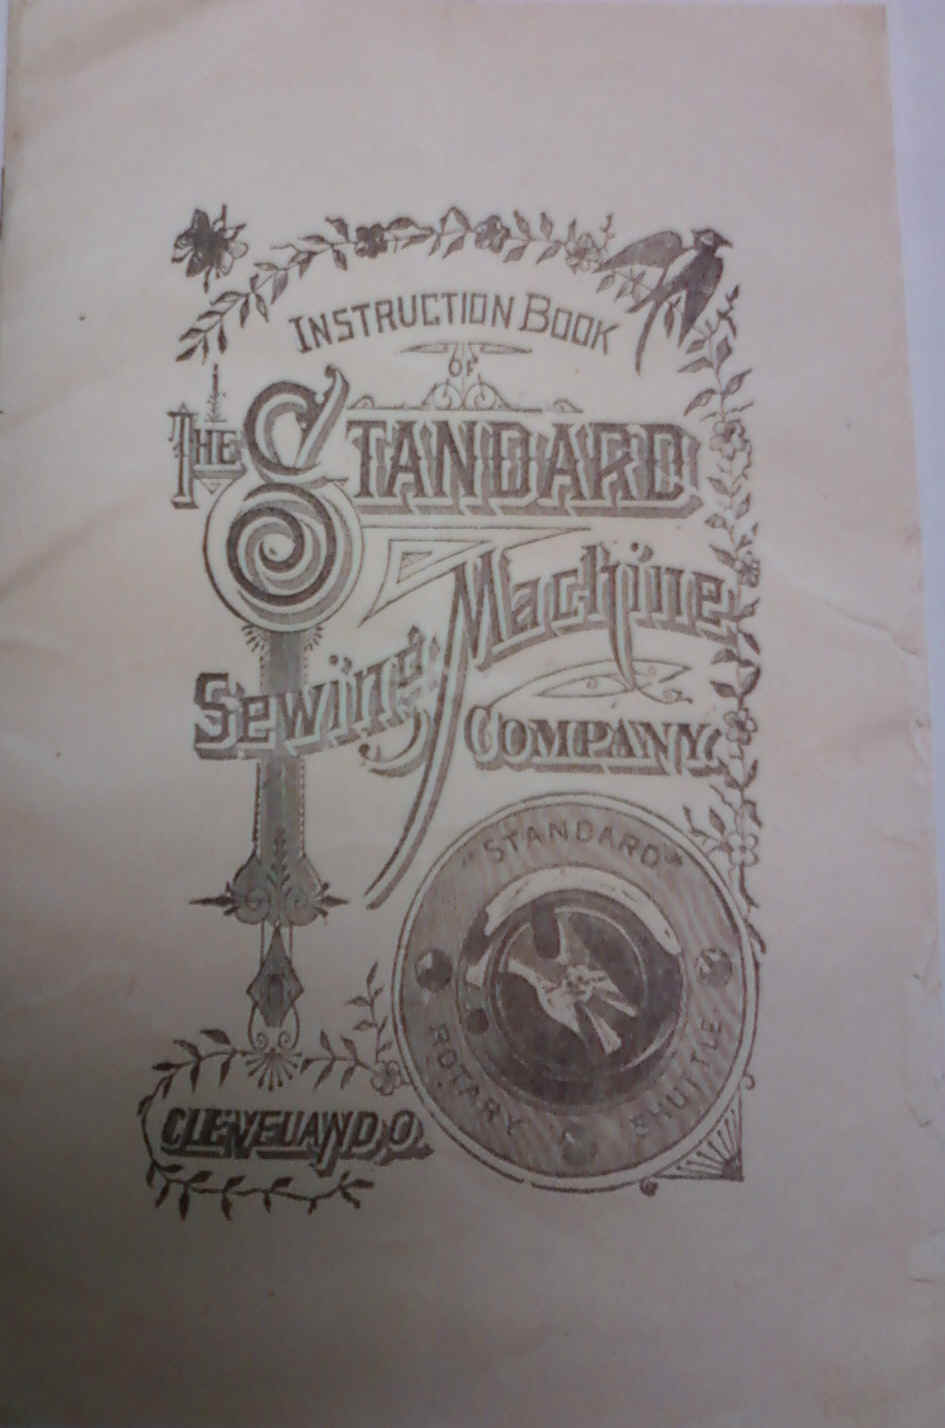 INSTRUCTION BOOK
OF
THE STANDARD
SEWING MACHINE
COMPANY.
"STANDARD"
ROTARY SHUTTLE
CLEVELAND, O.